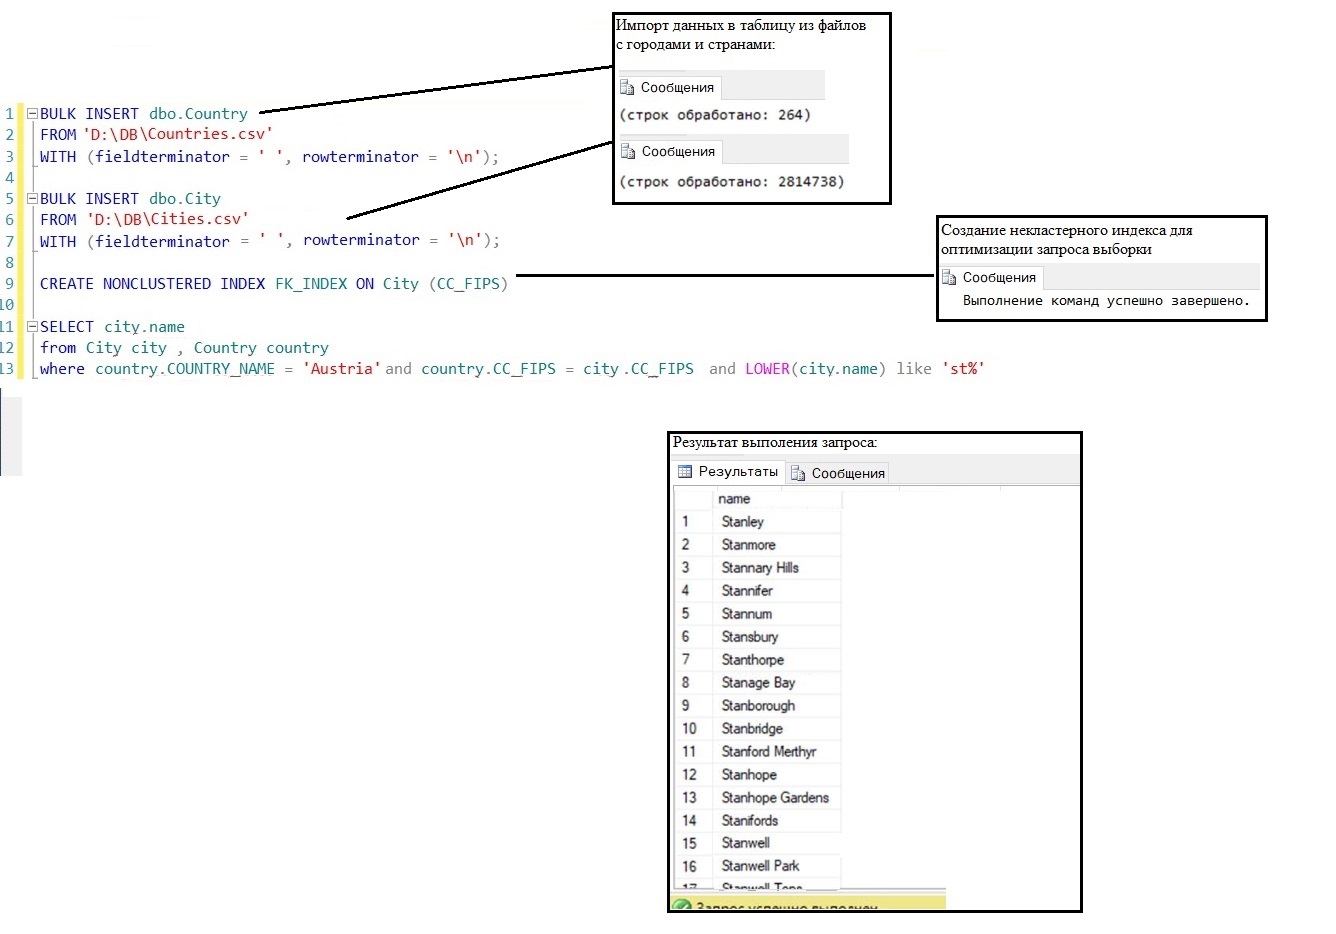 Импорт данных в таблицу из файлов
с городами и странами:
Сообщения
(строк обработано: 264)
Сообщения
(строк обработано: 2814738)
1 BULK INSERT dbo.Country
2 FROM 'D:\DB\Countries.csv'
3 WITH (fieldterminator = ' ', rowterminator = '\n');
4
5 BULK INSERT dbo.City
6 FROM 'D:\DB\Cities.csv'
7 WITH (fieldterminator = ' ', rowterminator = '\n');
8
9 CREATE NONCLUSTERED INDEX FK_INDEX ON City (CC_FIPS)
10
11 SELECT city.name
12 from City city , Country country
13 where country.COUNTRY_NAME = 'Austria' and country.CC_FIPS = city .CC_FIPS and LOWER(city.name) like 'st%'
Создание некластерного индекса для
оптимизации запроса выборки
Сообщения
Выполнение команд успешно завершено.
Результат выполения запроса:
Результаты Сообщения
name
1 Stanley
2 Stanmore
3 Stannary Hills
4 Stannifer
5 Stannum
6 Stansbury
7 Stanthorpe
8 Stanage Bay
9 Stanborough
10 Stanbridge
11 Stanford Merthyr
12 Stanhope
13 Stanhope Gardens
14 Stanifords
15 Stanwell
16 Stanwell Park
17 Stanwell Tops
Запрос успешно выполнен